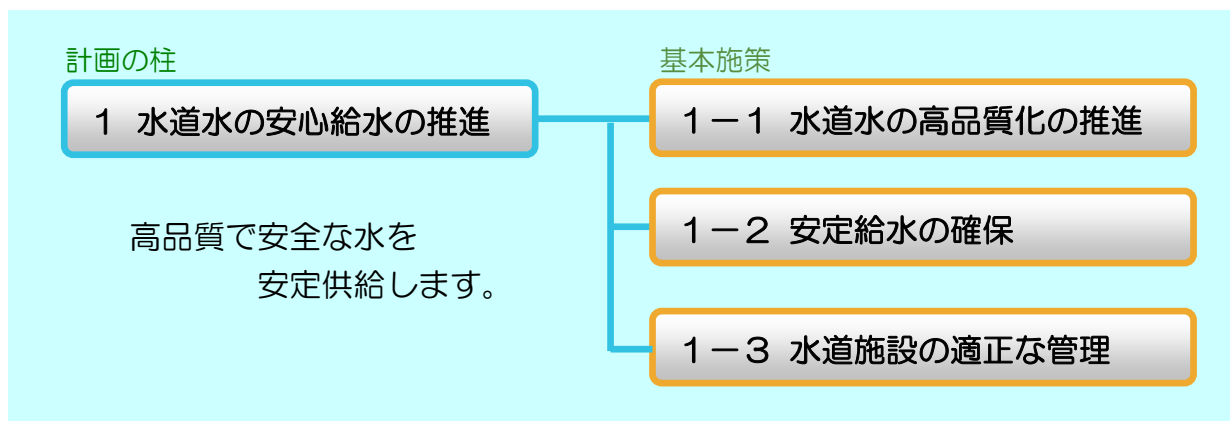 計画の柱
1 水道水の安心給水の推進
高品質で安全な水を
安定供給します。
基本施策
1－1 水道水の高品質化の推進
1－2 安定給水の確保
1－3 水道施設の適正な管理